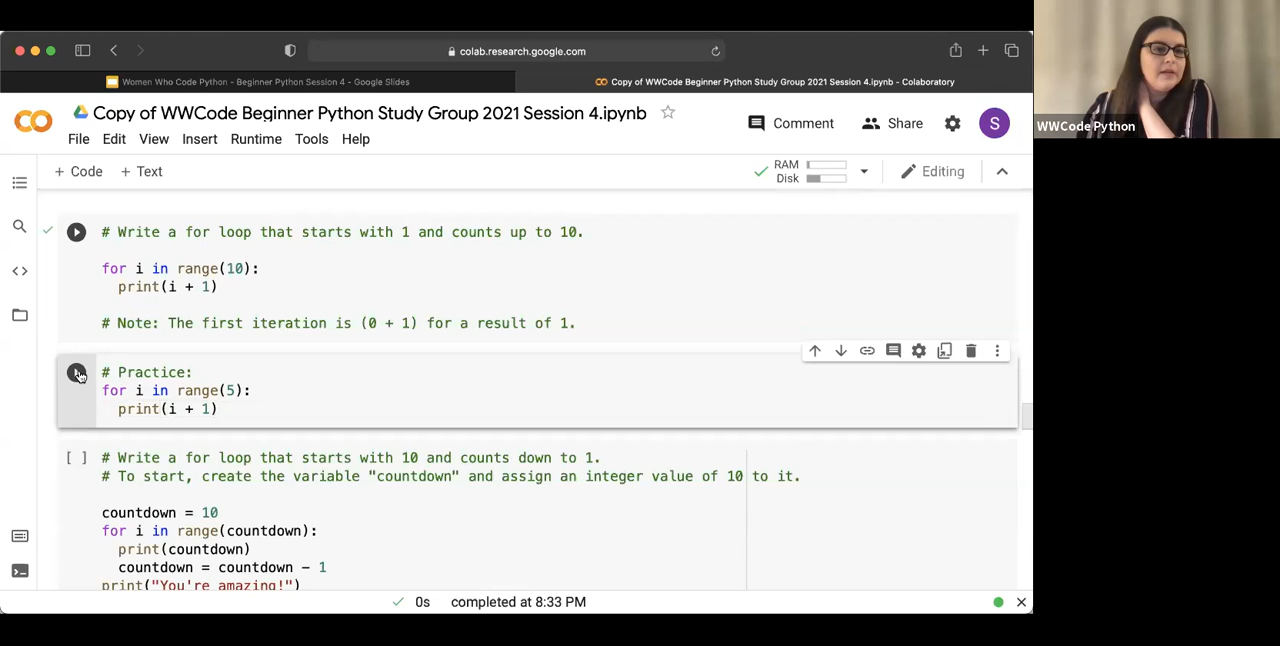 colab.research.google.com
Women Who Code Python - Beginner Python Session 4 - Google Slides
Copy of WWCode Beginner Python Study Group 2021 Session 4.ipynb - Colaboratory
Copy of WWCode Beginner Python Study Group 2021 Session 4.ipynb
File Edit View Insert Runtime Tools Help
Comment
Share
S
+ Code + Text
RAM
Disk
Editing
# Write a for loop that starts with 1 and counts up to 10.
for i in range(10):
print(i + 1)
# Note: The first iteration is (0 + 1) for a result of 1.
# Practice:
for i in range(5):
print(i + 1)
[ ] # Write a for loop that starts with 10 and counts down to 1.
# To start, create the variable "countdown" and assign an integer value of 10 to it.
countdown = 10
for i in range(countdown):
print(countdown)
countdown = countdown - 1
print("You're amazing!")
0s completed at 8:33 PM
WWCode Python